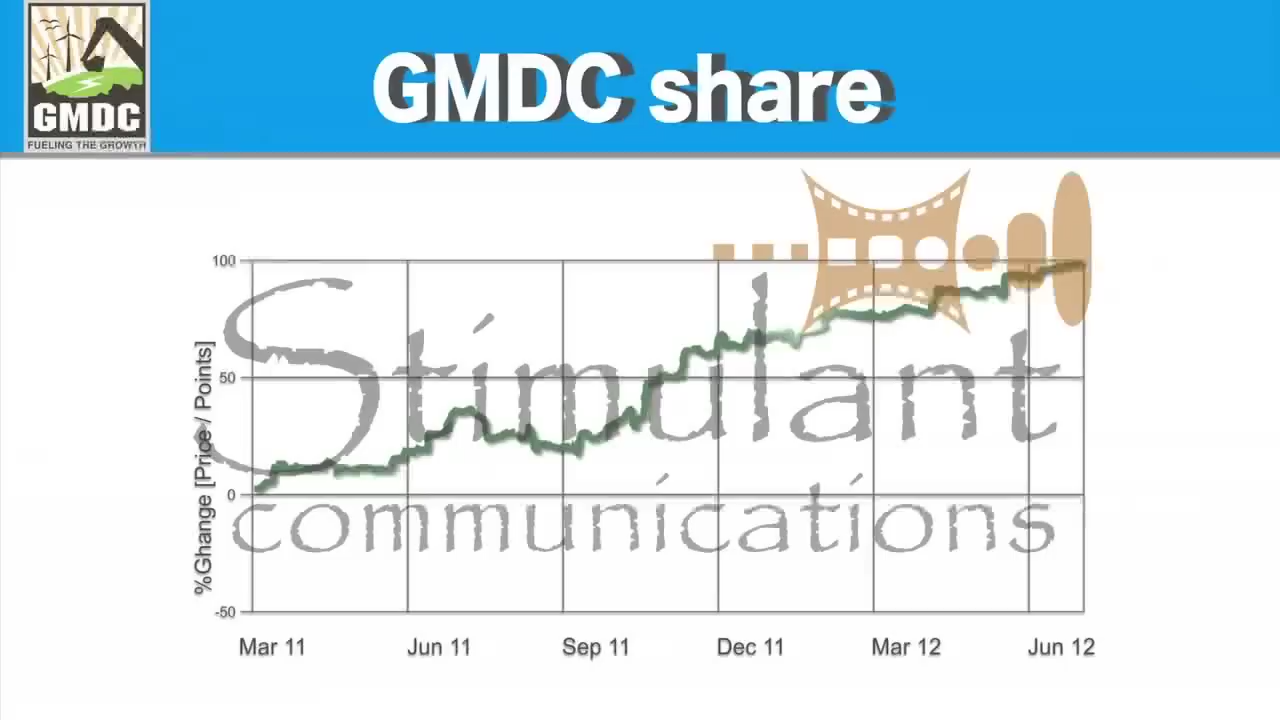 GMDC
FUELING THE GROWTH
GMDC share
%Ghange [Price / Points]
100
50
0
-50
Mar 11
Jun 11
Sep 11
Dec 11
Mar 12
Jun 12
Stimulant
communications